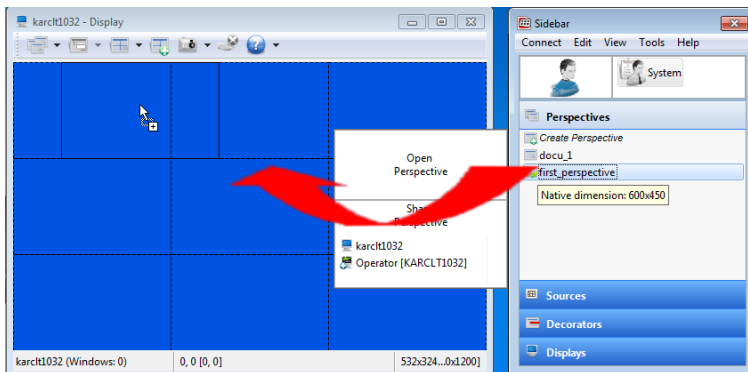 karclt1032 - Display
Open
Perspective
Perspective
karclt1032
Operator [KARCLT1032]
karclt1032 (Windows: 0)
0, 0 [0, 0]
532x324...0x1200]
Sidebar
Connect Edit View Tools Help
System
Perspectives
Create Perspective
docu_1
first_perspective
Native dimension: 600x450
Sources
Decorators
Displays